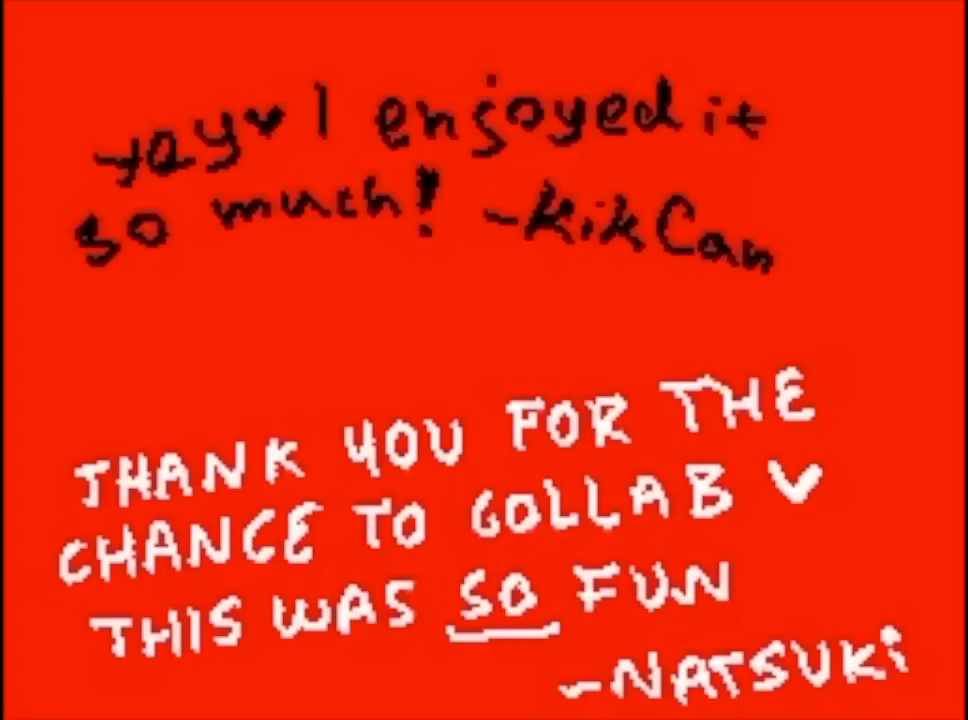 yay♥ I enjoyed it
so much! -KikCan
THANK YOU FOR THE
CHANCE TO COLLAB ♥
THIS WAS SO FUN
-NATSUKi